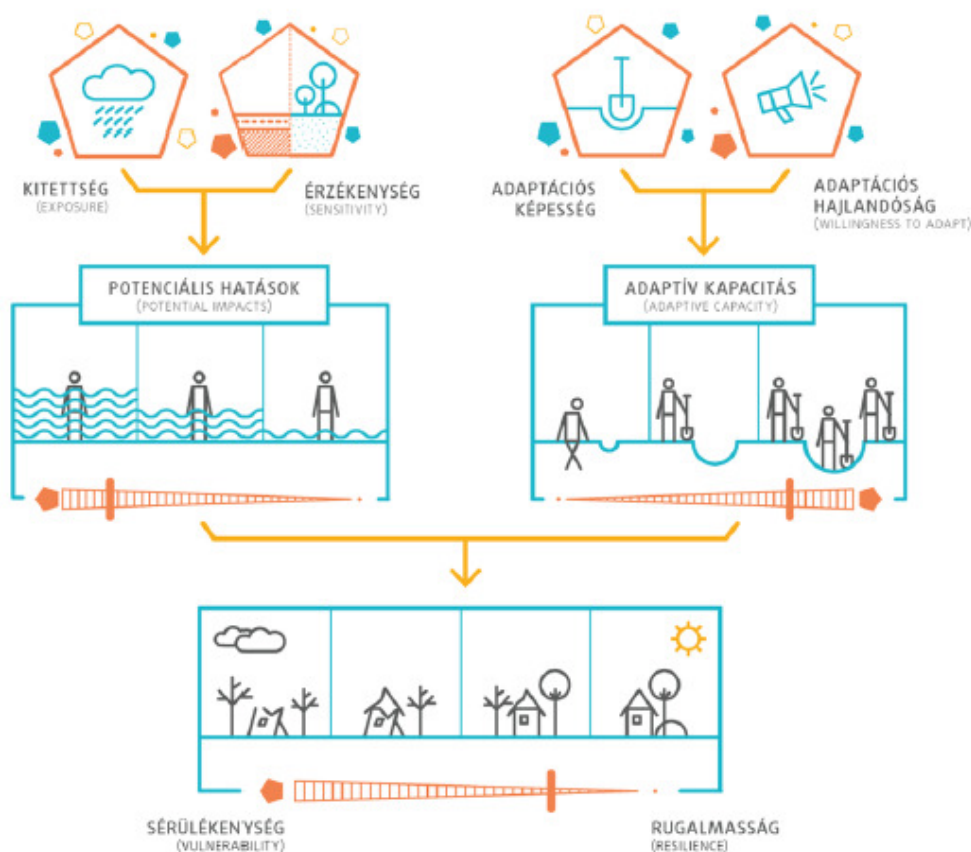 KITETTSÉG
(EXPOSURE)
ÉRZÉKENYSÉG
(SENSITIVITY)
ADAPTÁCIÓS
KÉPESSÉG
ADAPTÁCIÓS
HAJLANDÓSÁG
(WILLINGNESS TO ADAPT)
POTENCIÁLIS HATÁSOK
(POTENTIAL IMPACTS)
ADAPTÍV KAPACITÁS
(ADAPTIVE CAPACITY)
SÉRÜLÉKENYSÉG
(VULNERABILITY)
RUGALMASSÁG
(RESILIENCE)